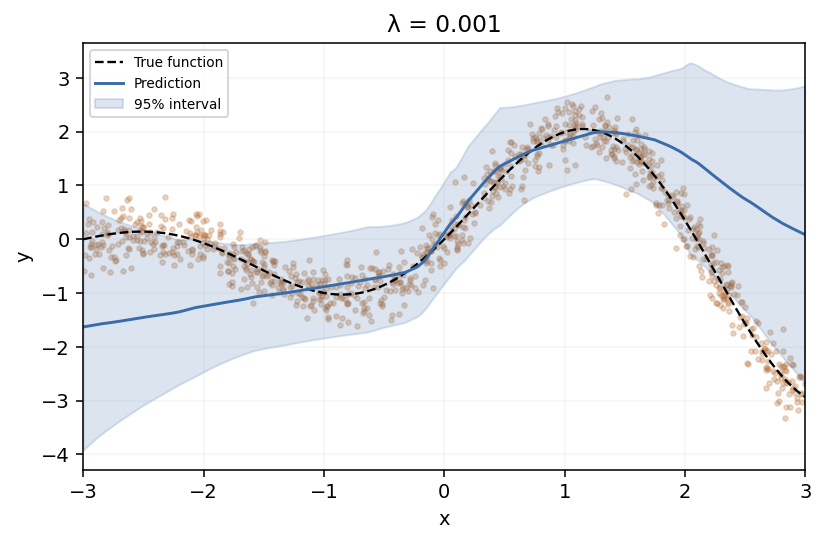 λ = 0.001
True function
Prediction
95% interval
3
2
1
0
−1
−2
−3
−4
y
−3 −2 −1 0 1 2 3
x